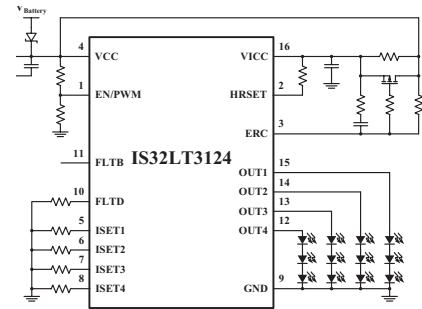 VBattery
4 VCC VICC 16
1 EN/PWM HRSET 2
ERC 3
11 FLTB IS32LT3124
OUT1 15
10 FLTD OUT2 14
5 ISET1 OUT3 13
6 ISET2 OUT4 12
7 ISET3
8 ISET4 GND 9